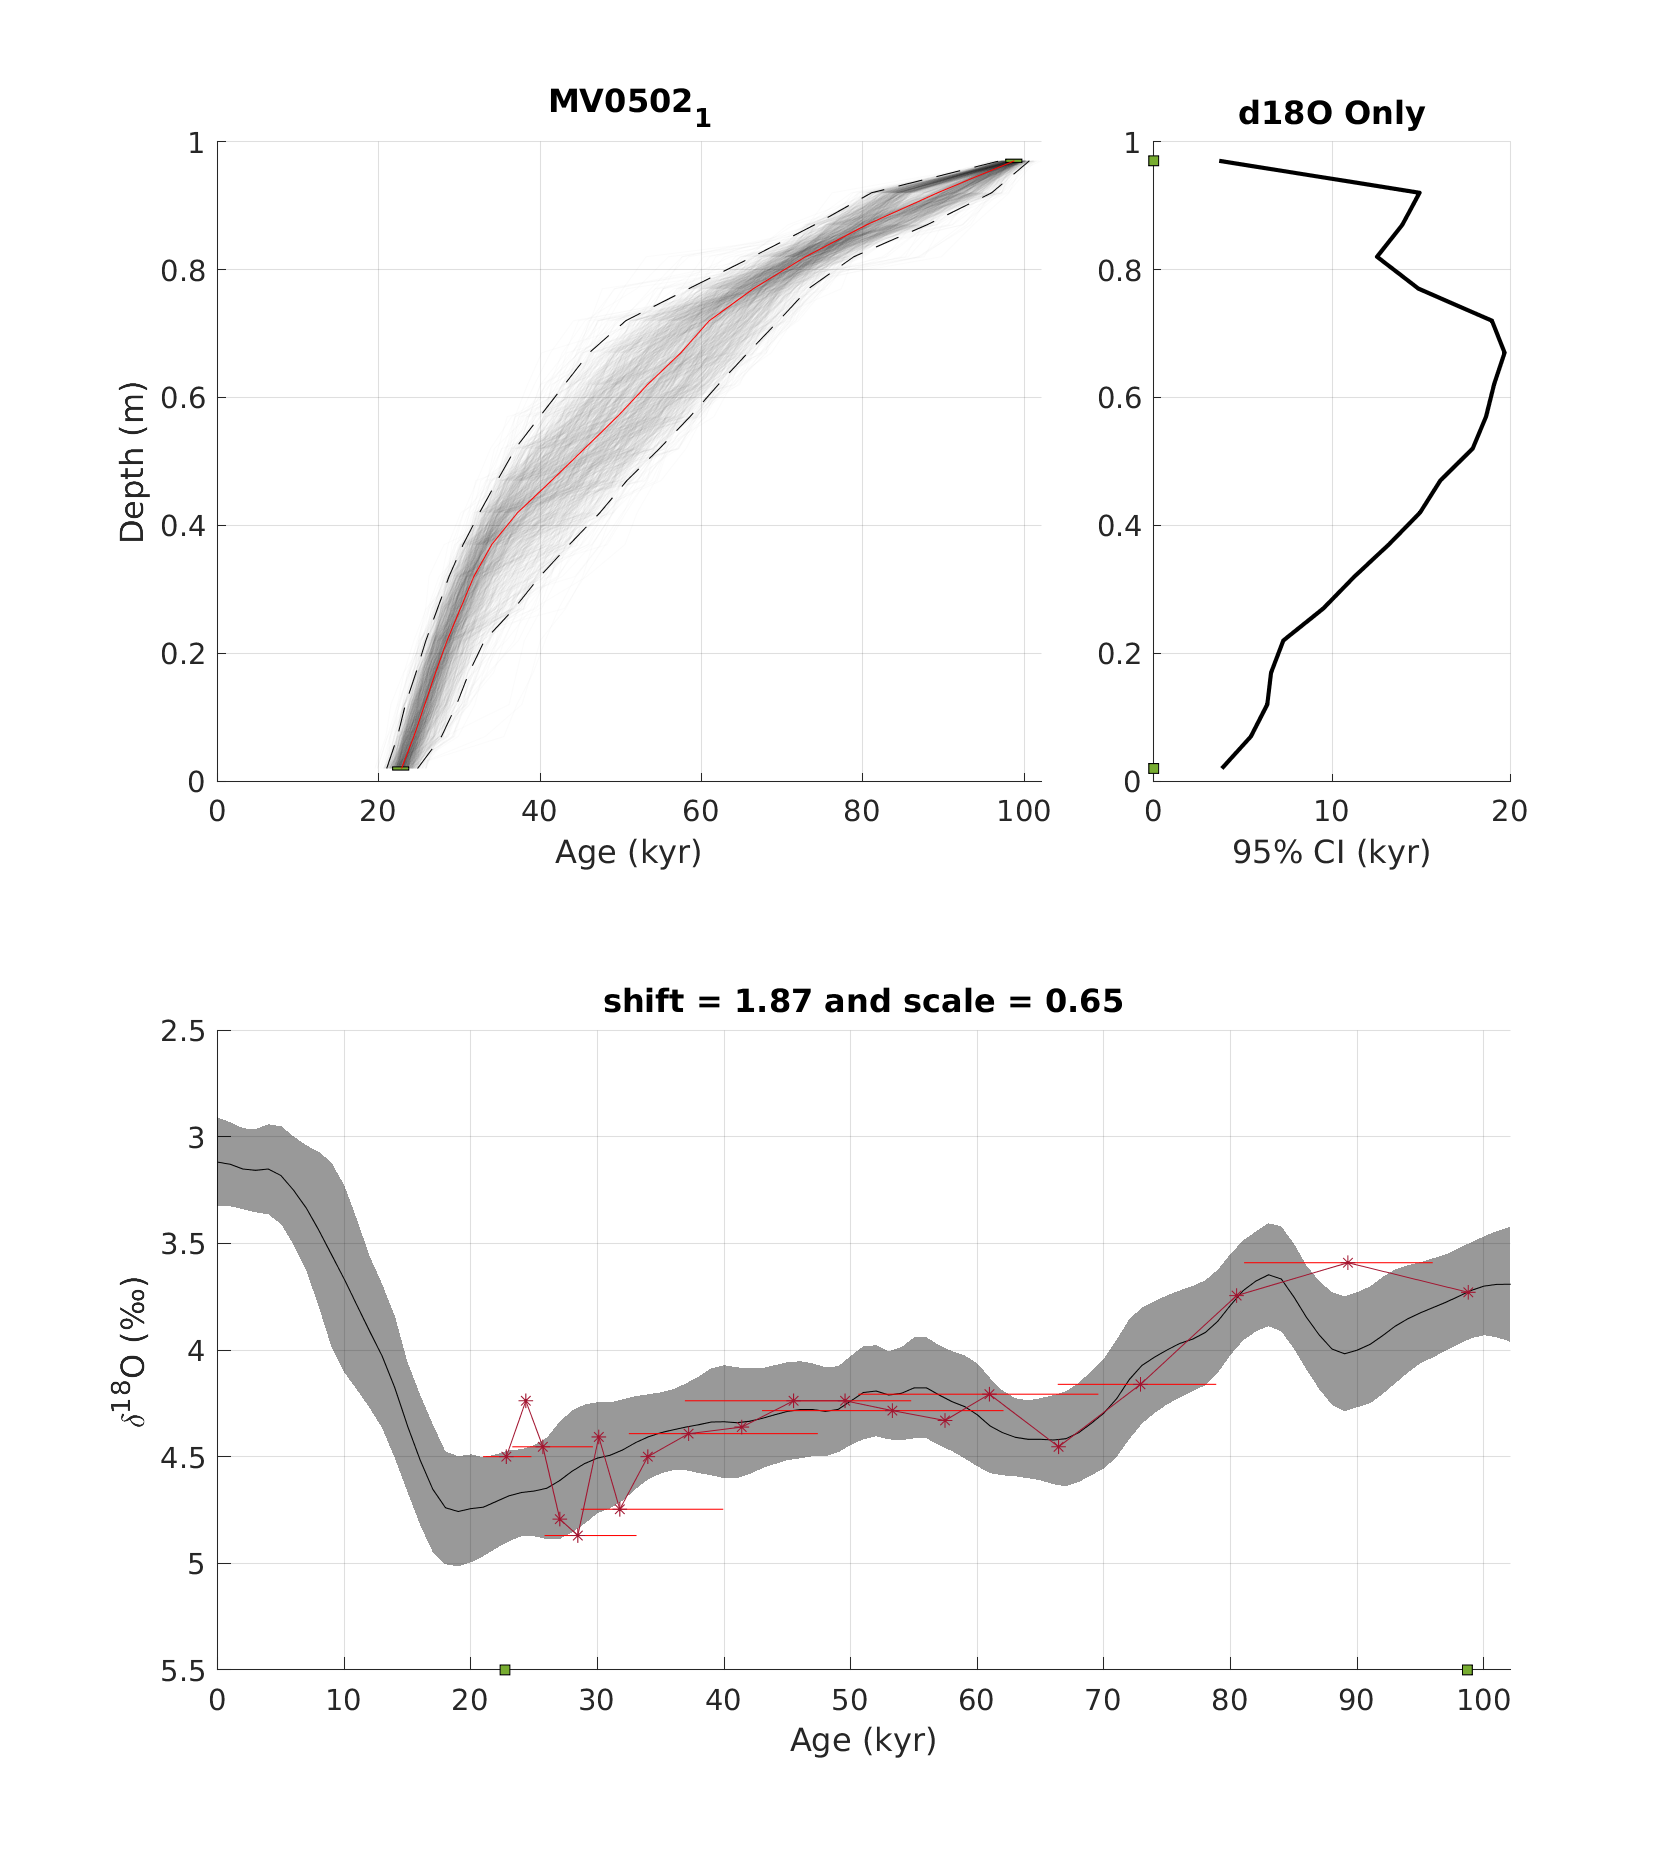 MV0502₁
d18O Only
1
0.8
0.6
0.4
0.2
0
Depth (m)
0 20 40 60 80 100
Age (kyr)
1
0.8
0.6
0.4
0.2
0
0 10 20
95% CI (kyr)
shift = 1.87 and scale = 0.65
2.5
3
3.5
4
4.5
5
5.5
δ¹⁸O (‰)
0 10 20 30 40 50 60 70 80 90 100
Age (kyr)